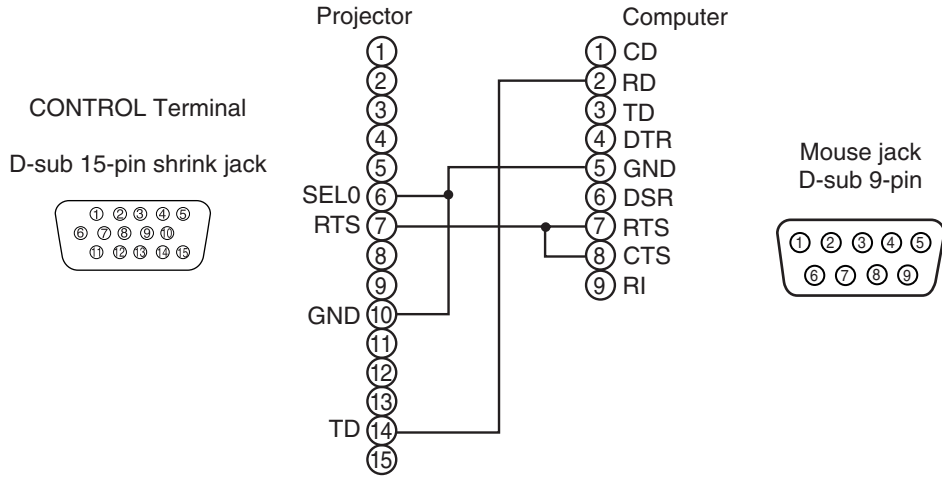 Projector
Computer
CONTROL Terminal
D-sub 15-pin shrink jack
1 2 3 4 5
6 7 8 9 10
11 12 13 14 15
1
2
3
4
5
SEL0 6
RTS 7
8
9
GND 10
11
12
13
TD 14
15
1 CD
2 RD
3 TD
4 DTR
5 GND
6 DSR
7 RTS
8 CTS
9 RI
Mouse jack
D-sub 9-pin
1 2 3 4 5
6 7 8 9